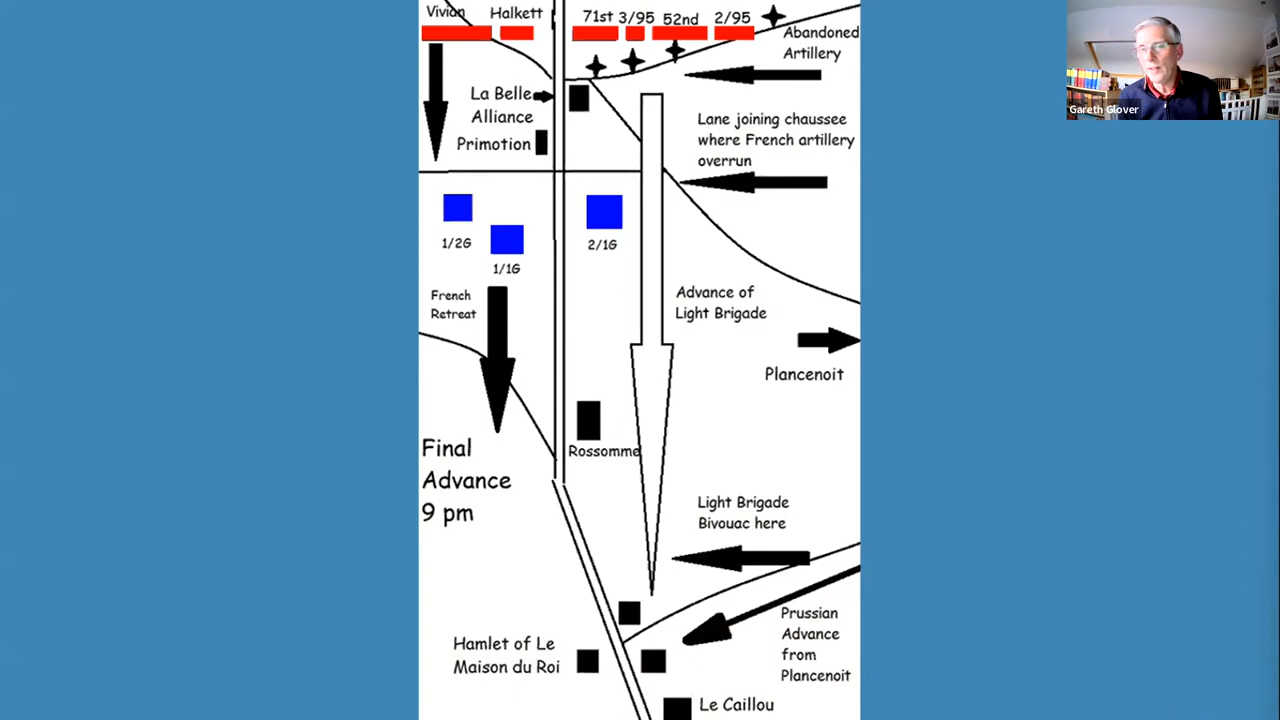 Vivian
Halkett
71st
3/95
52nd
2/95
Abandoned
Artillery
La Belle
Alliance
Primotion
Lane joining chaussee
where French artillery
overrun
1/2G
1/1G
2/1G
French
Retreat
Advance of
Light Brigade
Plancenoit
Rossomme
Final
Advance
9 pm
Light Brigade
Bivouac here
Hamlet of Le
Maison du Roi
Prussian
Advance
from
Plancenoit
Le Caillou
Gareth Glover